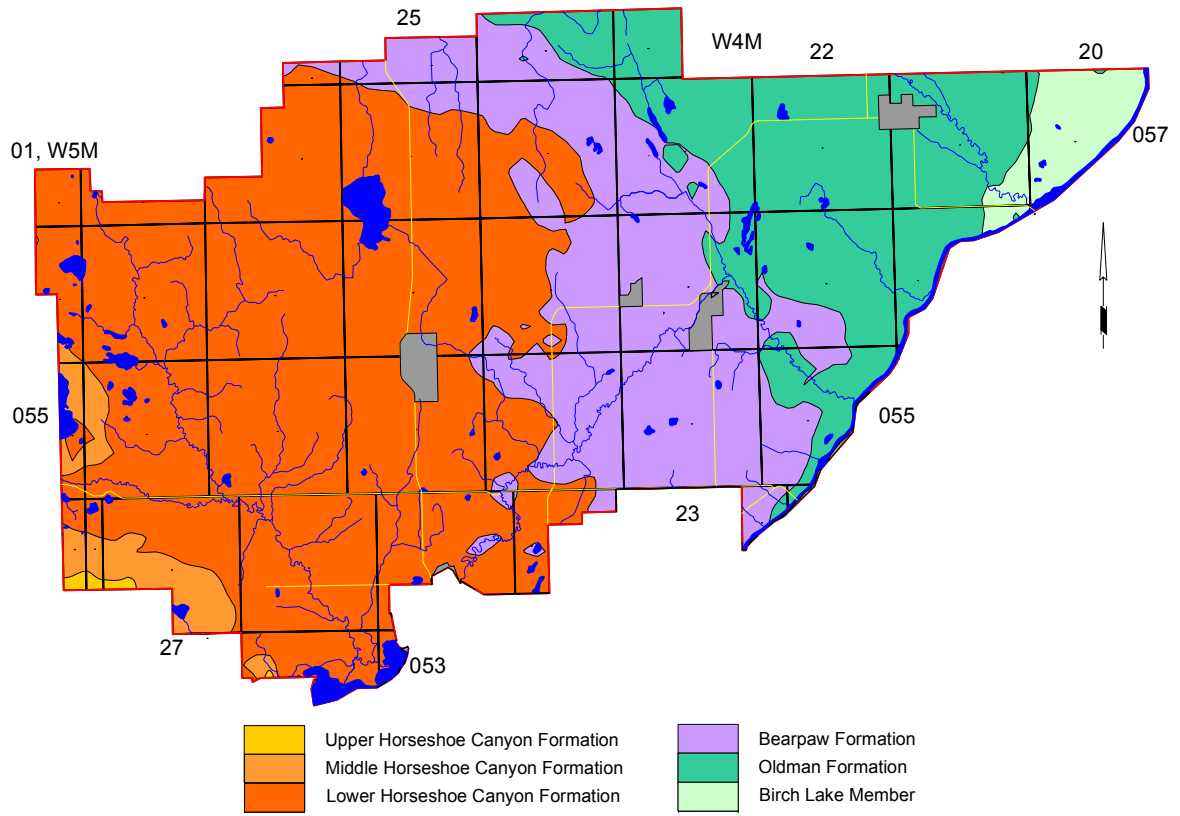 25
W4M
22
20
01, W5M
057
055
055
23
27
053
Upper Horseshoe Canyon Formation
Middle Horseshoe Canyon Formation
Lower Horseshoe Canyon Formation
Bearpaw Formation
Oldman Formation
Birch Lake Member